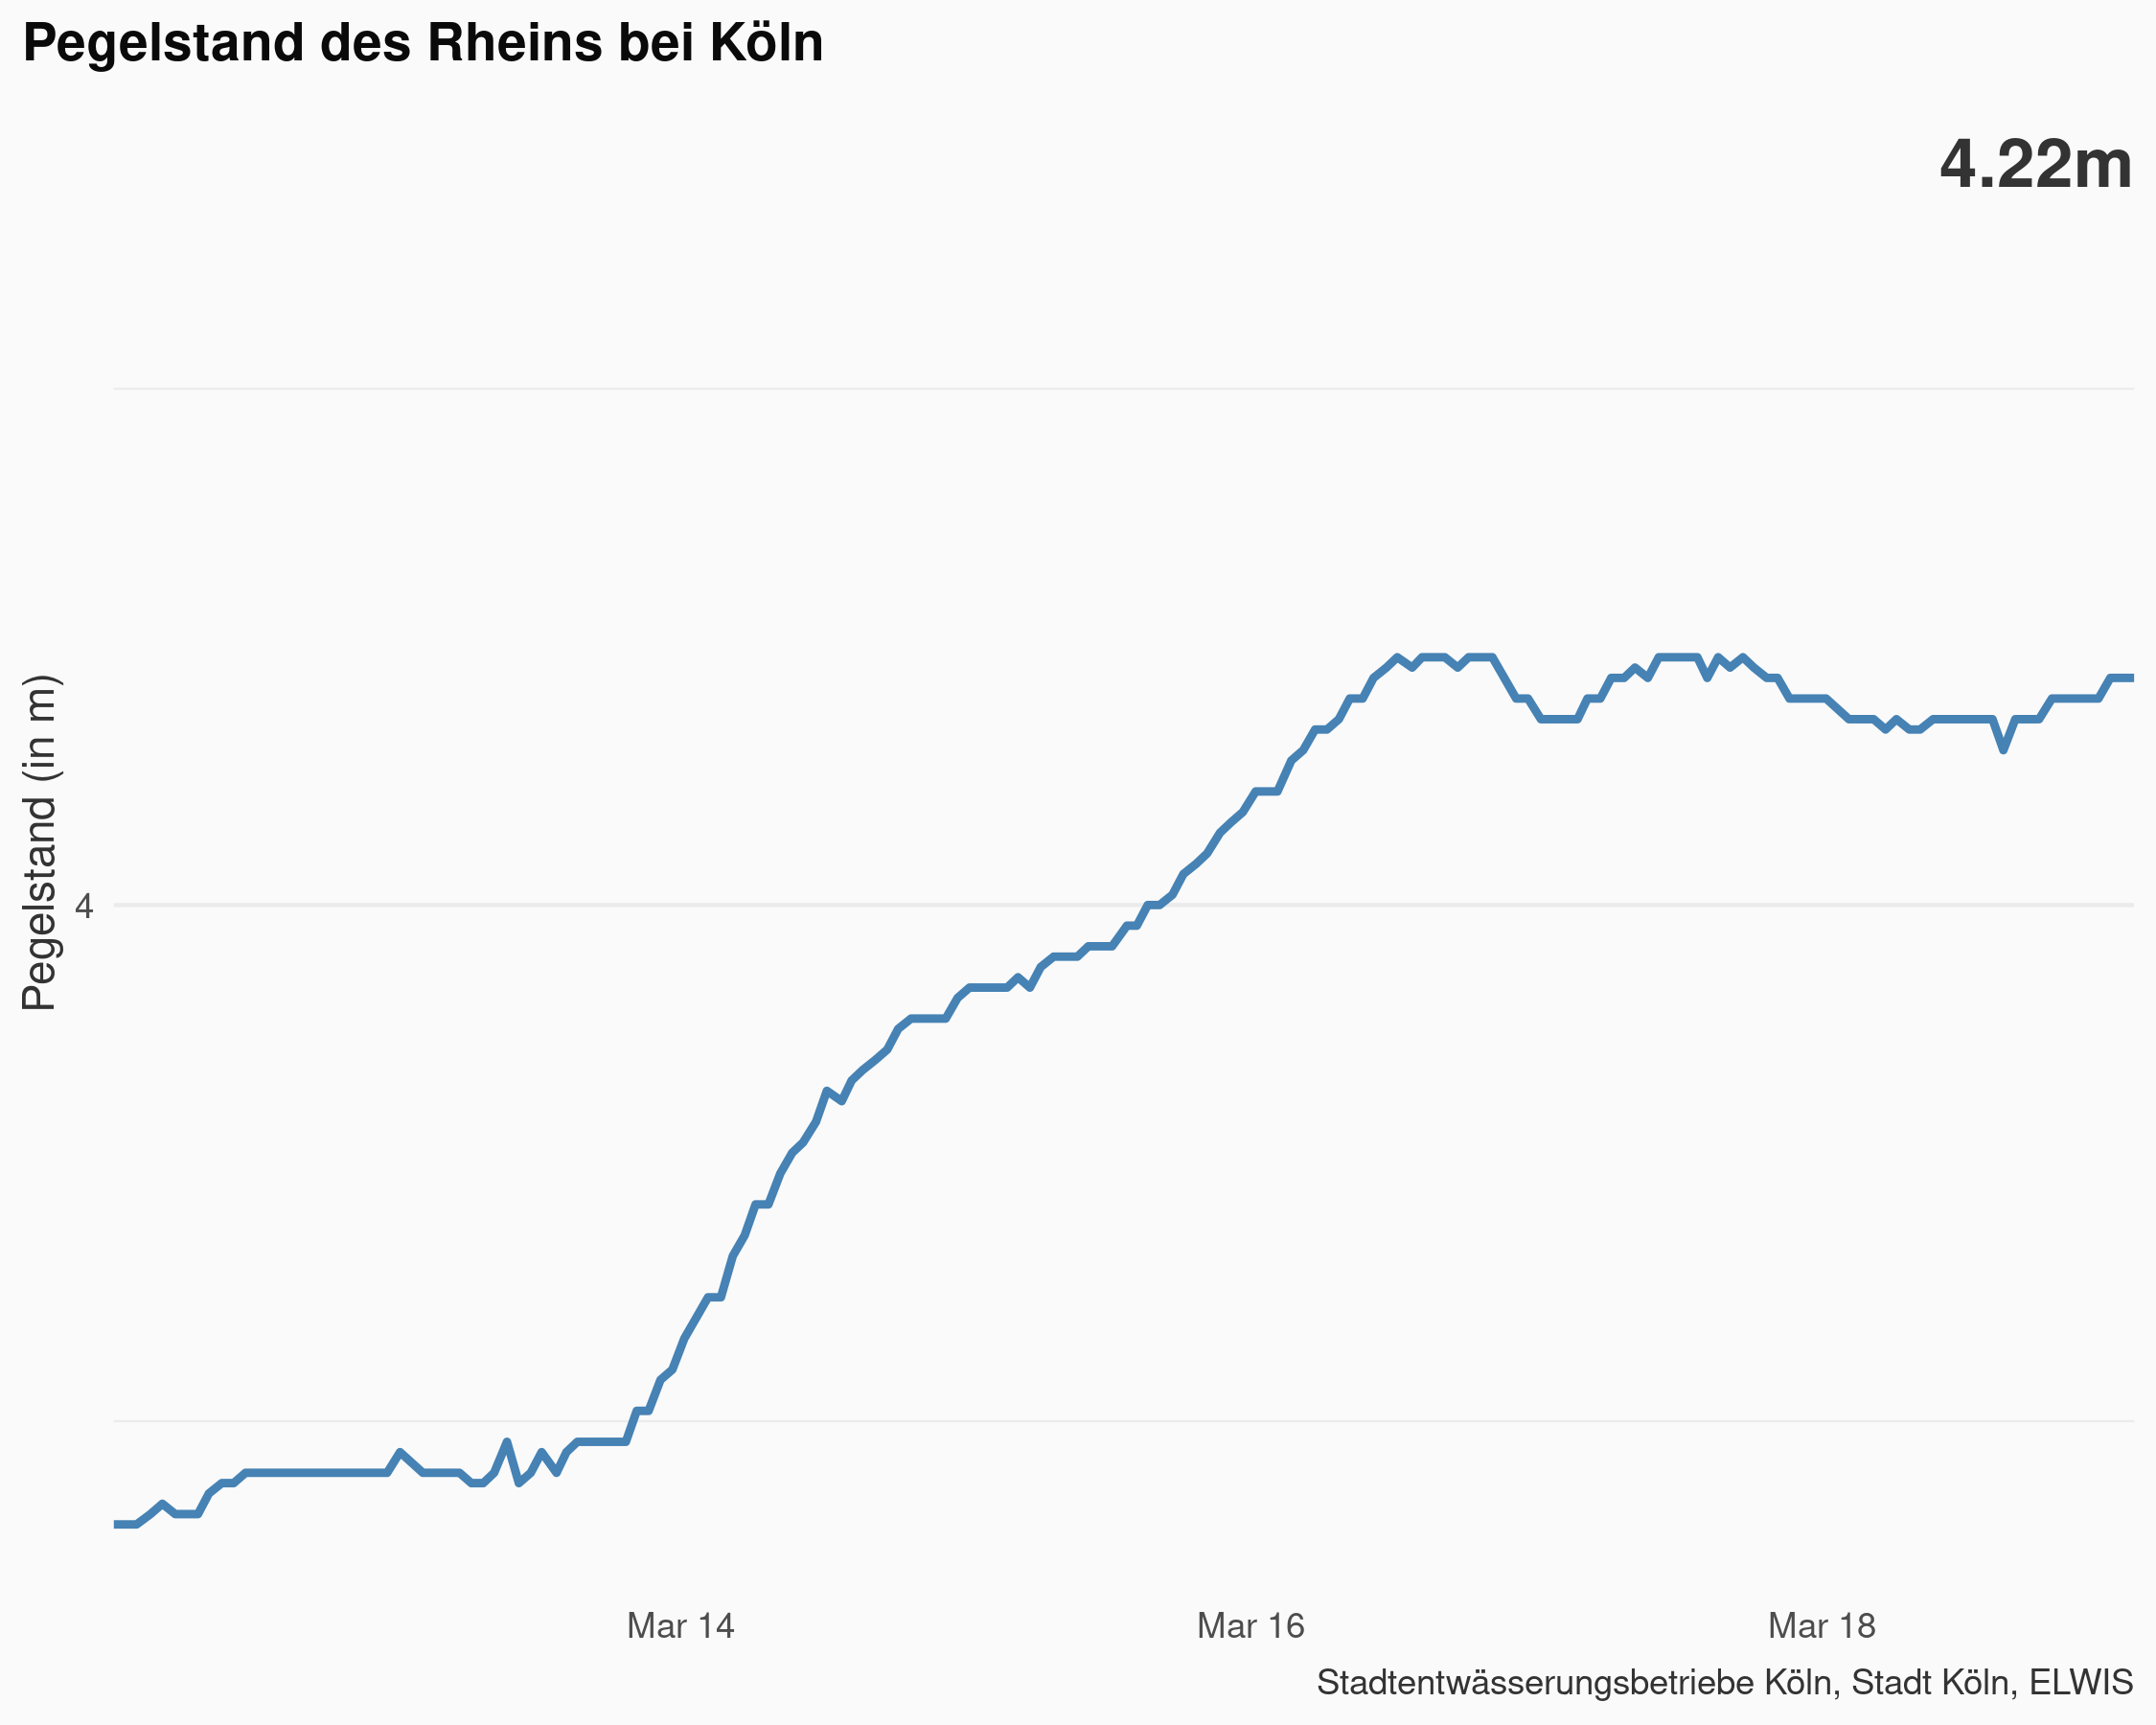 Pegelstand des Rheins bei Köln
4.22m
Pegelstand (in m)
4
Mar 14
Mar 16
Mar 18
Stadtentwässerungsbetriebe Köln, Stadt Köln, ELWIS